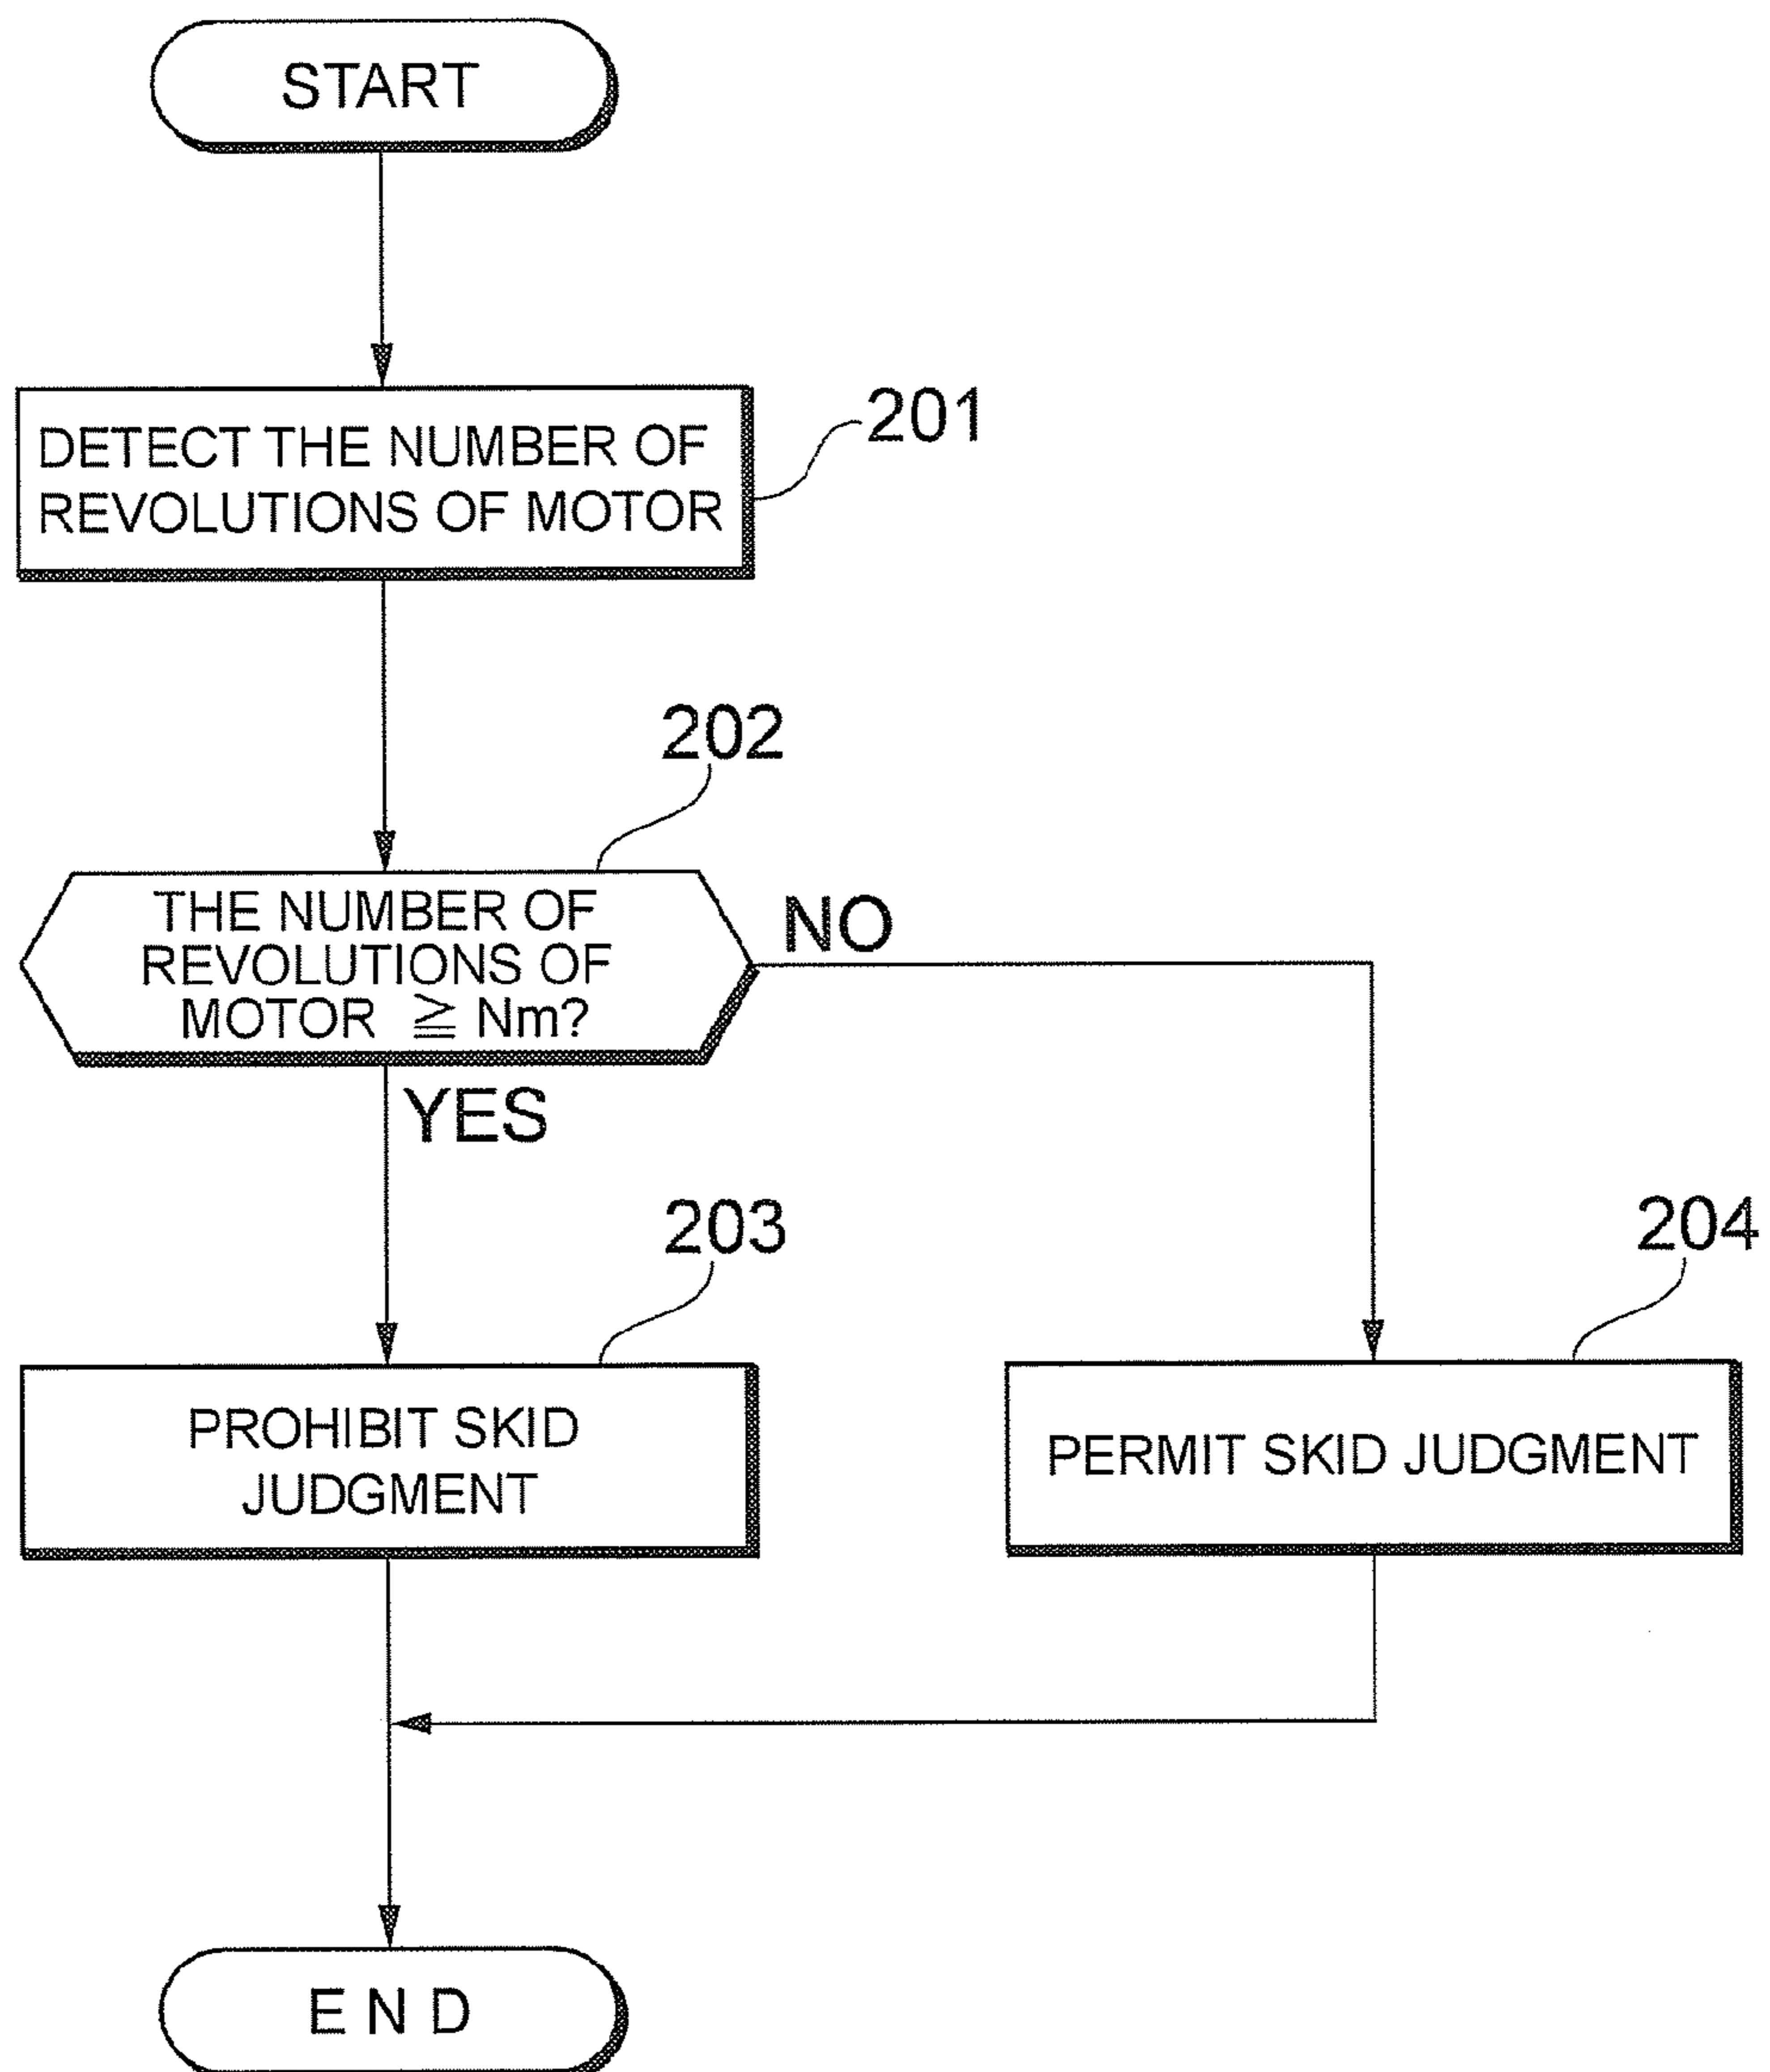 START
DETECT THE NUMBER OF
REVOLUTIONS OF MOTOR
201
202
THE NUMBER OF
REVOLUTIONS OF
MOTOR ≧ Nm?
NO
YES
203
204
PROHIBIT SKID
JUDGMENT
PERMIT SKID JUDGMENT
E N D